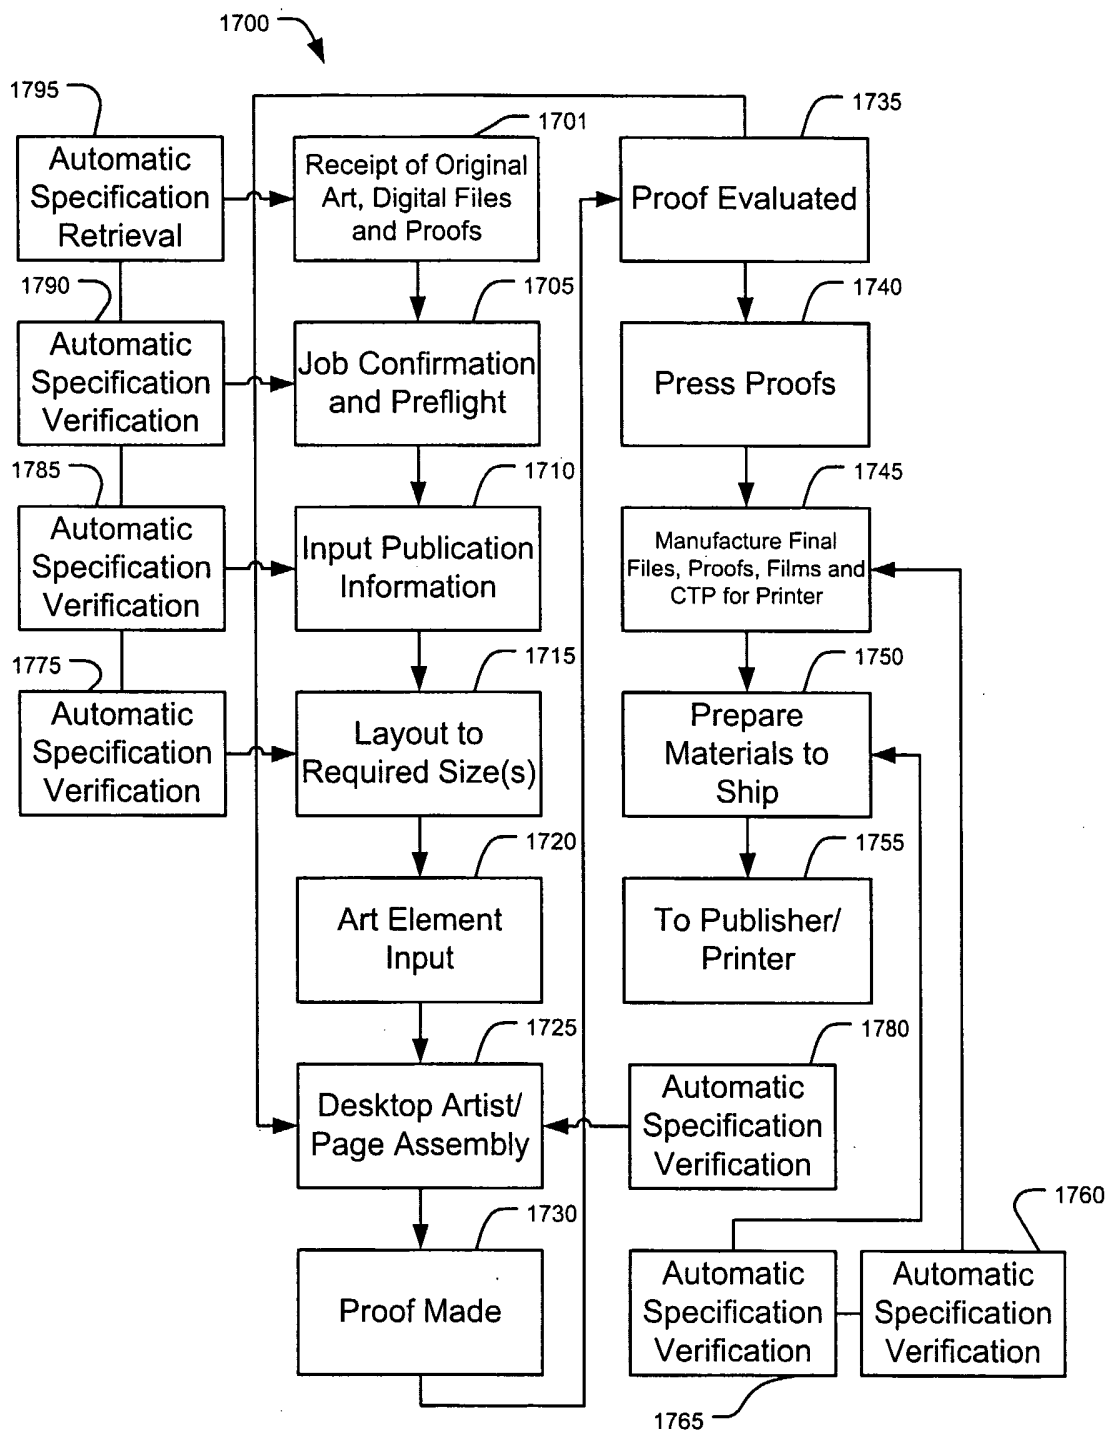 1700
1795
Automatic
Specification
Retrieval
1701
Receipt of Original
Art, Digital Files
and Proofs
1735
Proof Evaluated
1790
Automatic
Specification
Verification
1705
Job Confirmation
and Preflight
1740
Press Proofs
1785
Automatic
Specification
Verification
1710
Input Publication
Information
1745
Manufacture Final
Files, Proofs, Films and
CTP for Printer
1775
Automatic
Specification
Verification
1715
Layout to
Required Size(s)
1750
Prepare
Materials to
Ship
1720
Art Element
Input
1755
To Publisher/
Printer
1725
Desktop Artist/
Page Assembly
1780
Automatic
Specification
Verification
1730
Proof Made
1765
Automatic
Specification
Verification
1760
Automatic
Specification
Verification